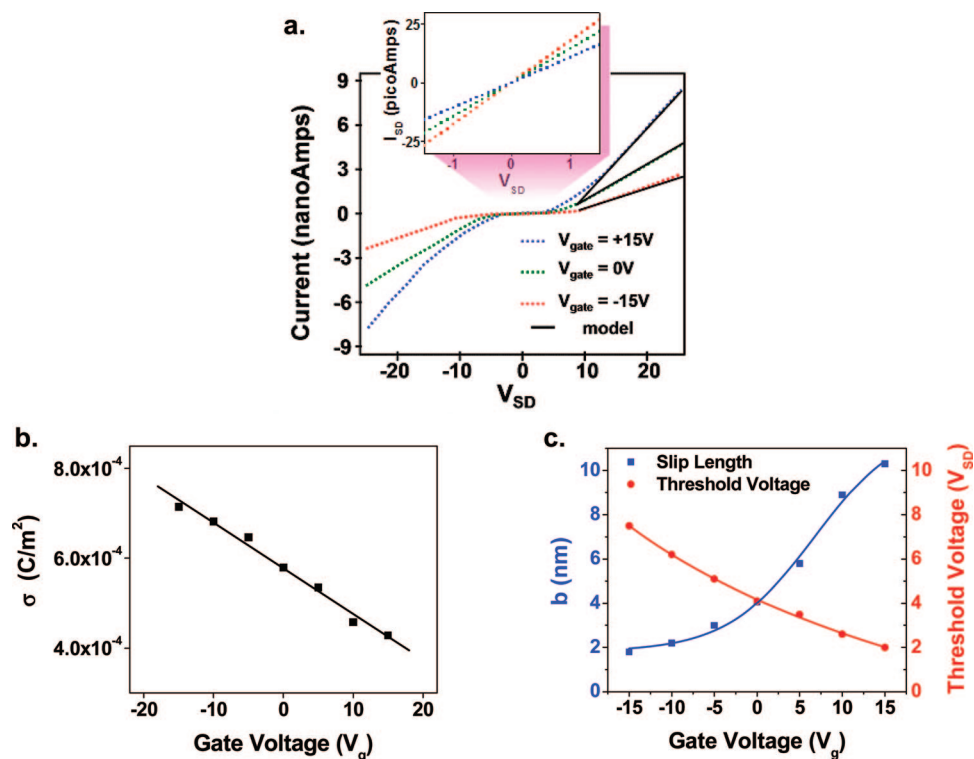 a.
25
0
-25
I_SD (picoAmps)
-1
0
1
V_SD
9
6
3
0
-3
-6
-9
Current (nanoAmps)
V_gate = +15V
V_gate = 0V
V_gate = -15V
model
-20
-10
0
10
20
V_SD
b.
8.0x10^-4
6.0x10^-4
4.0x10^-4
σ (C/m^2)
-20
-10
0
10
20
Gate Voltage (V_g)
c.
Slip Length
Threshold Voltage
10
8
6
4
2
0
b (nm)
10
8
6
4
2
0
Threshold Voltage (V_SD)
-15
-10
-5
0
5
10
15
Gate Voltage (V_g)